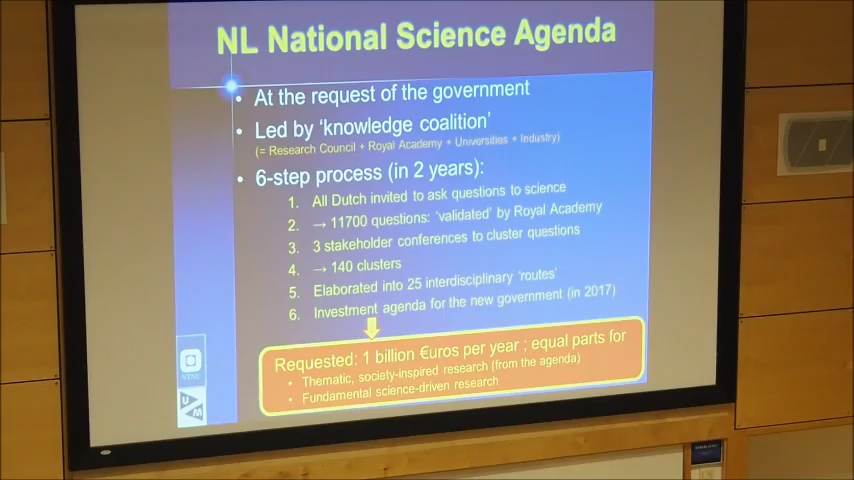 NL National Science Agenda
• At the request of the government
• Led by ‘knowledge coalition’
(= Research Council + Royal Academy + Universities + Industry)
• 6-step process (in 2 years):
1. All Dutch invited to ask questions to science
2. → 11700 questions: ‘validated’ by Royal Academy
3. 3 stakeholder conferences to cluster questions
4. → 140 clusters
5. Elaborated into 25 interdisciplinary ‘routes’
6. Investment agenda for the new government (in 2017)
Requested: 1 billion €uros per year ; equal parts for
• Thematic, society-inspired research (from the agenda)
• Fundamental science-driven research
NTNU
U
M